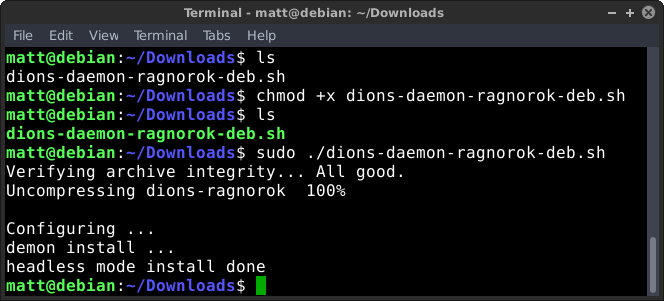 Terminal - matt@debian: ~/Downloads
File Edit View Terminal Tabs Help
matt@debian:~/Downloads$ ls
dions-daemon-ragnorok-deb.sh
matt@debian:~/Downloads$ chmod +x dions-daemon-ragnorok-deb.sh
matt@debian:~/Downloads$ ls
dions-daemon-ragnorok-deb.sh
matt@debian:~/Downloads$ sudo ./dions-daemon-ragnorok-deb.sh
Verifying archive integrity... All good.
Uncompressing dions-ragnorok  100%
Configuring ...
demon install ...
headless mode install done
matt@debian:~/Downloads$